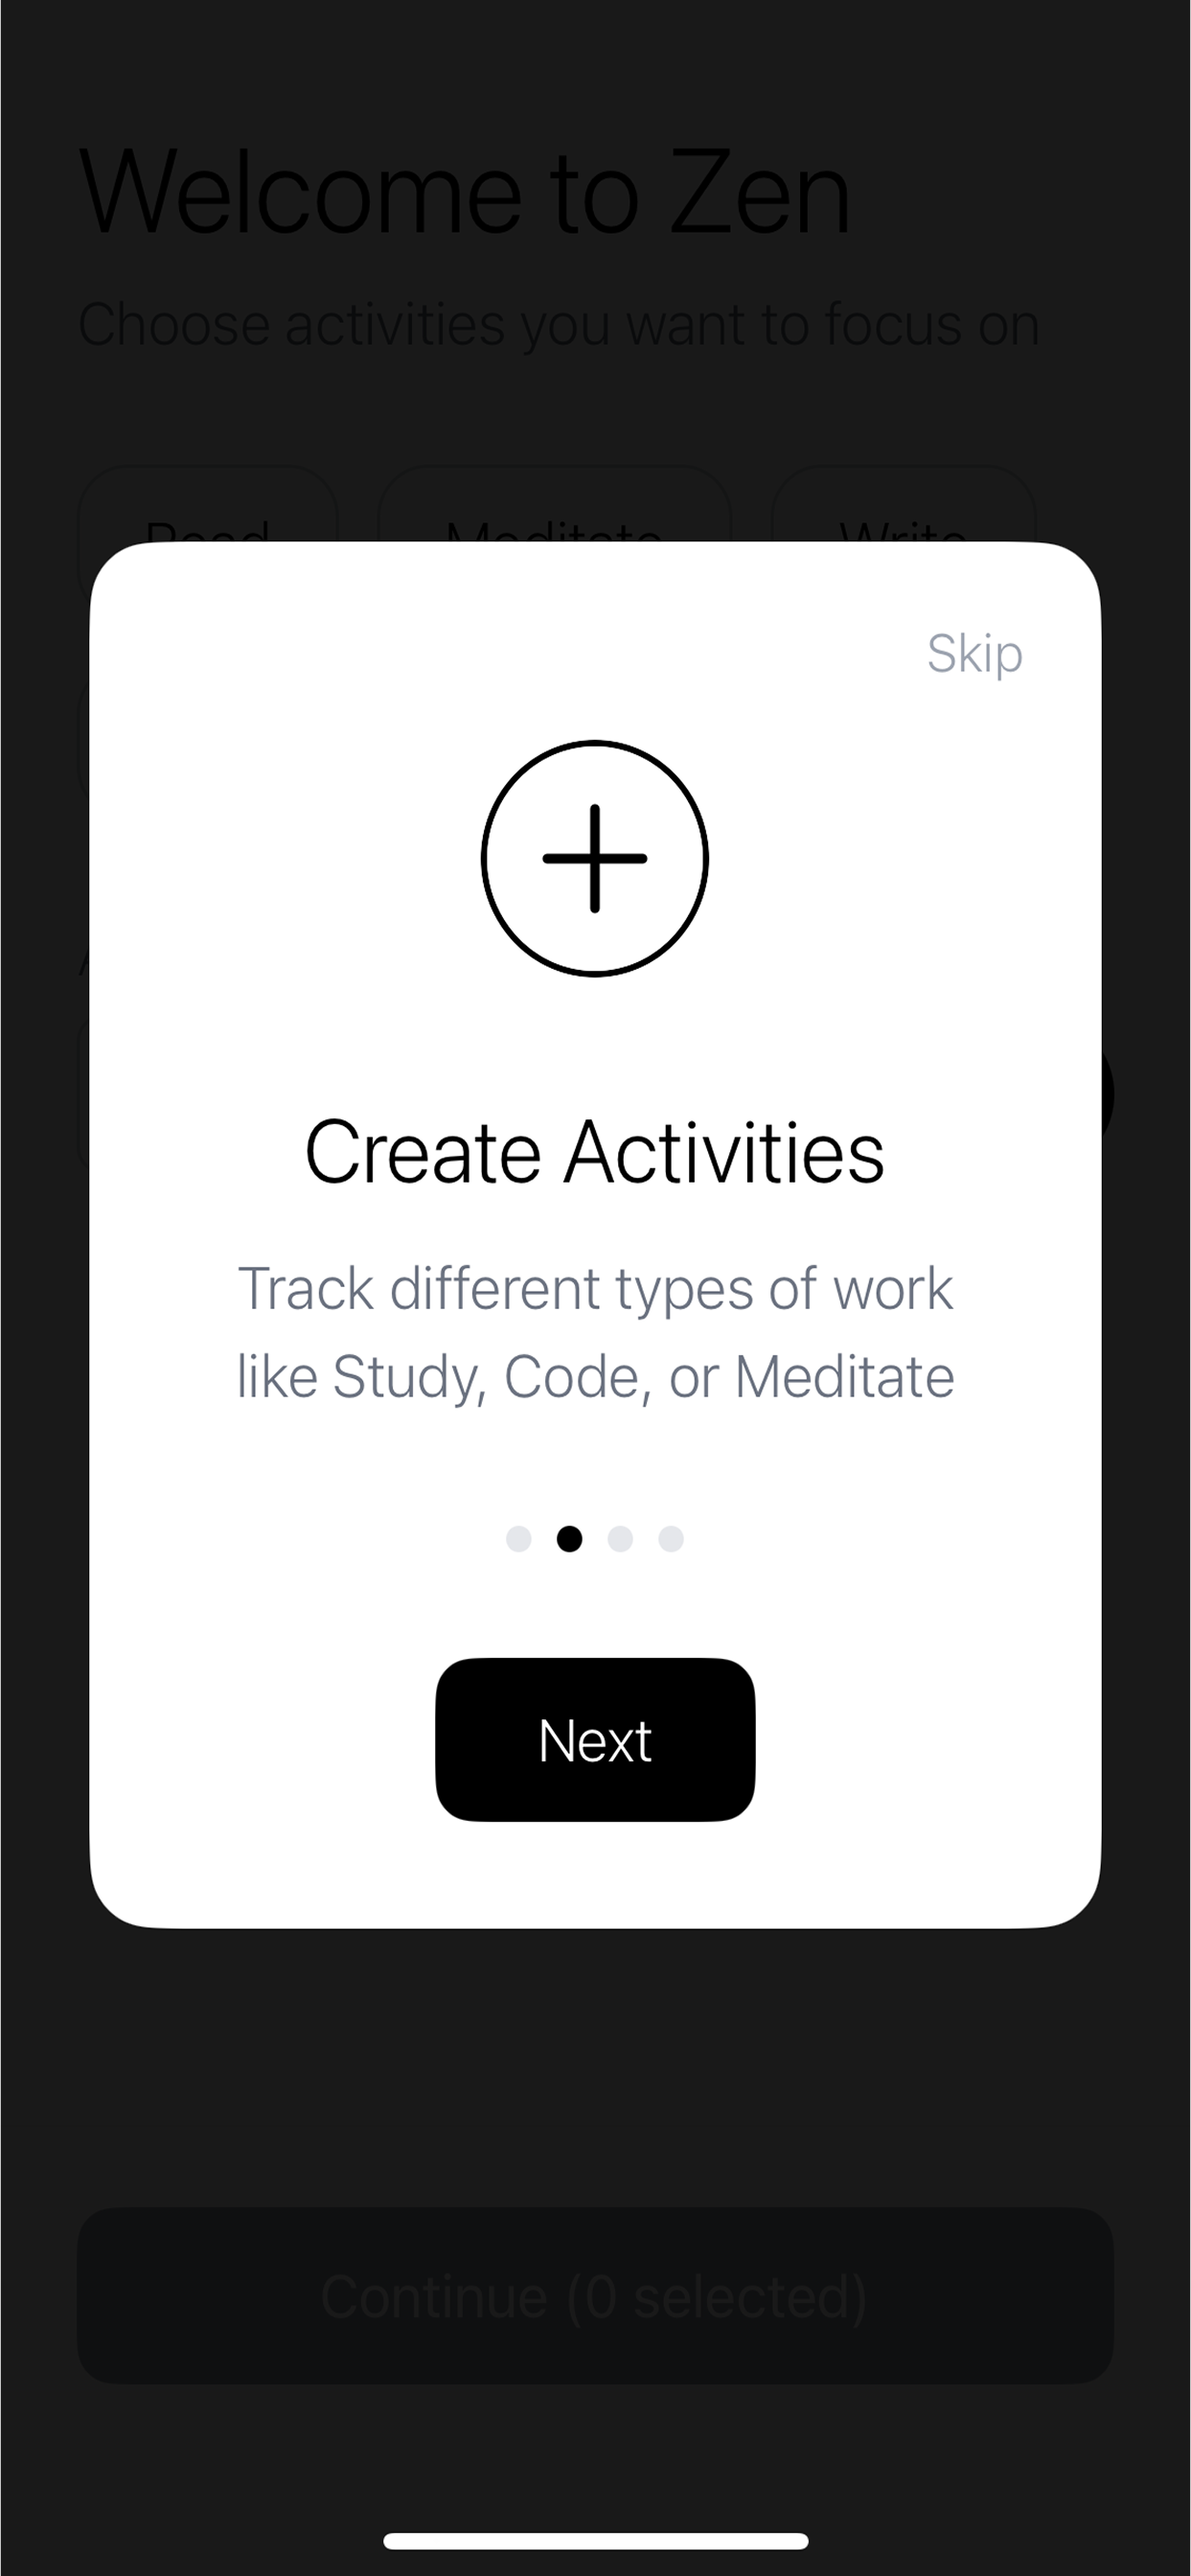 Welcome to Zen
Choose activities you want to focus on
Read Meditate Write
Skip
Create Activities
Track different types of work
like Study, Code, or Meditate
Next
Continue (0 selected)